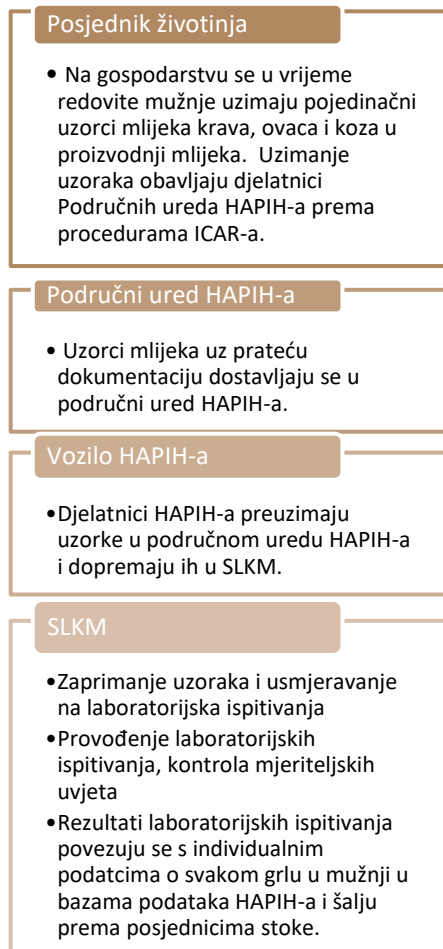 Posjednik životinja
• Na gospodarstvu se u vrijeme
redovite mužnje uzimaju pojedinačni
uzorci mlijeka krava, ovaca i koza u
proizvodnji mlijeka.  Uzimanje
uzoraka obavljaju djelatnici
Područnih ureda HAPIH-a prema
procedurama ICAR-a.
Područni ured HAPIH-a
• Uzorci mlijeka uz prateću
dokumentaciju dostavljaju se u
područni ured HAPIH-a.
Vozilo HAPIH-a
•Djelatnici HAPIH-a preuzimaju
uzorke u područnom uredu HAPIH-a
i dopremaju ih u SLKM.
SLKM
•Zaprimanje uzoraka i usmjeravanje
na laboratorijska ispitivanja
•Provođenje laboratorijskih
ispitivanja, kontrola mjeriteljskih
uvjeta
•Rezultati laboratorijskih ispitivanja
povezuju se s individualnim
podatcima o svakom grlu u mužnji u
bazama podataka HAPIH-a i šalju
prema posjednicima stoke.